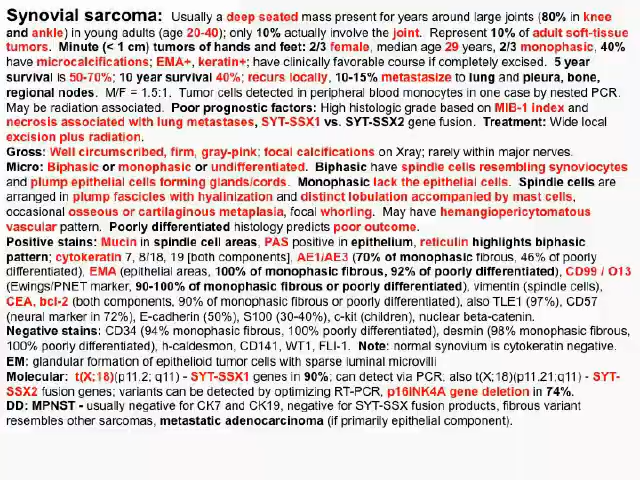 Synovial sarcoma: Usually a deep seated mass present for years around large joints (80% in knee
and ankle) in young adults (age 20-40); only 10% actually involve the joint. Represent 10% of adult soft-tissue
tumors. Minute (< 1 cm) tumors of hands and feet: 2/3 female, median age 29 years, 2/3 monophasic, 40%
have microcalcifications; EMA+, keratin+; have clinically favorable course if completely excised. 5 year
survival is 50-70%; 10 year survival 40%; recurs locally, 10-15% metastasize to lung and pleura, bone,
regional nodes. M/F = 1.5:1. Tumor cells detected in peripheral blood monocytes in one case by nested PCR.
May be radiation associated. Poor prognostic factors: High histologic grade based on MIB-1 index and
necrosis associated with lung metastases, SYT-SSX1 vs. SYT-SSX2 gene fusion. Treatment: Wide local
excision plus radiation.
Gross: Well circumscribed, firm, gray-pink; focal calcifications on Xray; rarely within major nerves.
Micro: Biphasic or monophasic or undifferentiated. Biphasic have spindle cells resembling synoviocytes
and plump epithelial cells forming glands/cords. Monophasic lack the epithelial cells. Spindle cells are
arranged in plump fascicles with hyalinization and distinct lobulation accompanied by mast cells,
occasional osseous or cartilaginous metaplasia, focal whorling. May have hemangiopericytomatous
vascular pattern. Poorly differentiated histology predicts poor outcome.
Positive stains: Mucin in spindle cell areas, PAS positive in epithelium, reticulin highlights biphasic
pattern; cytokeratin 7, 8/18, 19 [both components], AE1/AE3 (70% of monophasic fibrous, 46% of poorly
differentiated), EMA (epithelial areas, 100% of monophasic fibrous, 92% of poorly differentiated), CD99 / O13
(Ewings/PNET marker, 90-100% of monophasic fibrous or poorly differentiated), vimentin (spindle cells),
CEA, bcl-2 (both components, 90% of monophasic fibrous or poorly differentiated), also TLE1 (97%), CD57
(neural marker in 72%), E-cadherin (50%), S100 (30-40%), c-kit (children), nuclear beta-catenin.
Negative stains: CD34 (94% monophasic fibrous, 100% poorly differentiated), desmin (98% monophasic fibrous,
100% poorly differentiated), h-caldesmon, CD141, WT1, FLI-1. Note: normal synovium is cytokeratin negative.
EM: glandular formation of epithelioid tumor cells with sparse luminal microvilli
Molecular: t(X;18)(p11.2; q11) - SYT-SSX1 genes in 90%; can detect via PCR; also t(X;18)(p11.21;q11) - SYT-
SSX2 fusion genes; variants can be detected by optimizing RT-PCR, p16INK4A gene deletion in 74%.
DD: MPNST - usually negative for CK7 and CK19, negative for SYT-SSX fusion products, fibrous variant
resembles other sarcomas, metastatic adenocarcinoma (if primarily epithelial component).